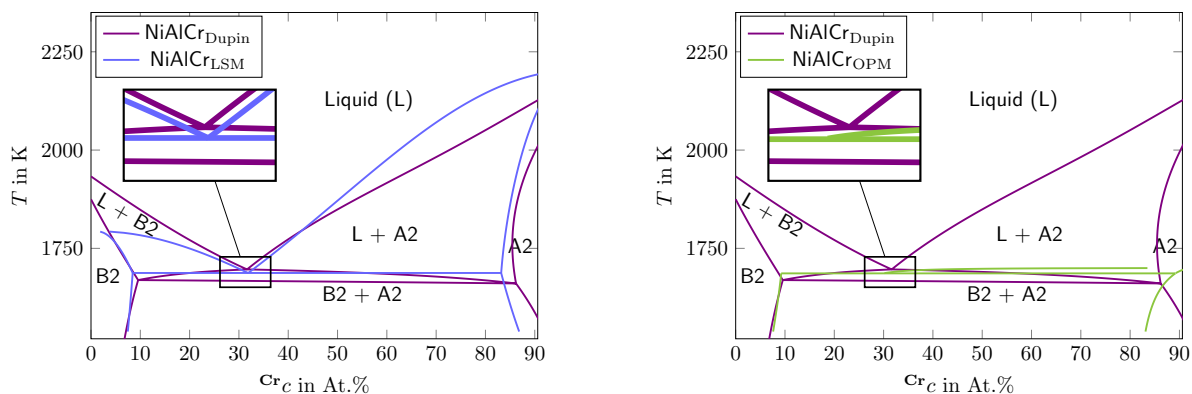 NiAlCrDupin
NiAlCrLSM
Liquid (L)
L + B2
L + A2
A2
B2
B2 + A2
2250
2000
1750
T in K
0 10 20 30 40 50 60 70 80 90
Cr c in At.%
NiAlCrDupin
NiAlCrOPM
Liquid (L)
L + B2
L + A2
A2
B2
B2 + A2
2250
2000
1750
T in K
0 10 20 30 40 50 60 70 80 90
Cr c in At.%